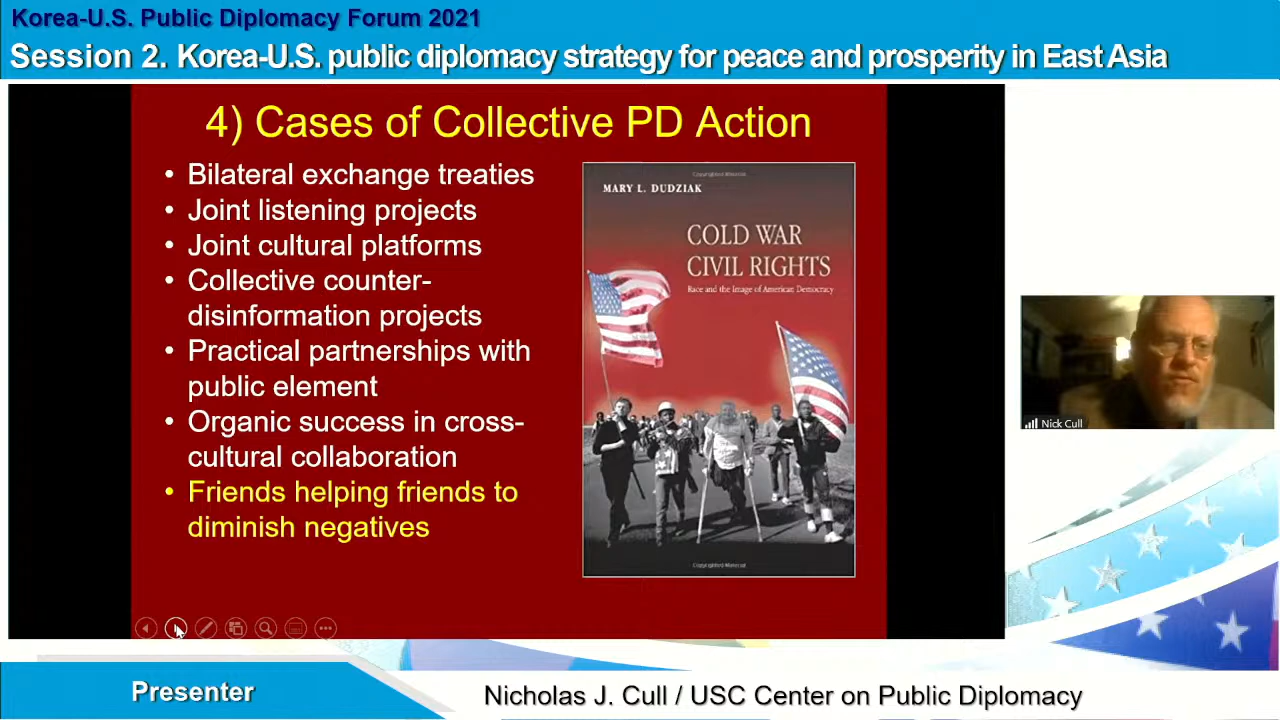 Korea-U.S. Public Diplomacy Forum 2021
Session 2. Korea-U.S. public diplomacy strategy for peace and prosperity in East Asia
4) Cases of Collective PD Action
• Bilateral exchange treaties
• Joint listening projects
• Joint cultural platforms
• Collective counter-
disinformation projects
• Practical partnerships with
public element
• Organic success in cross-
cultural collaboration
• Friends helping friends to
diminish negatives
Copyrighted Material
MARY L. DUDZIAK
COLD WAR
CIVIL RIGHTS
Race and the Image of American Democracy
Copyrighted Material
Nick Cull
Presenter
Nicholas J. Cull / USC Center on Public Diplomacy